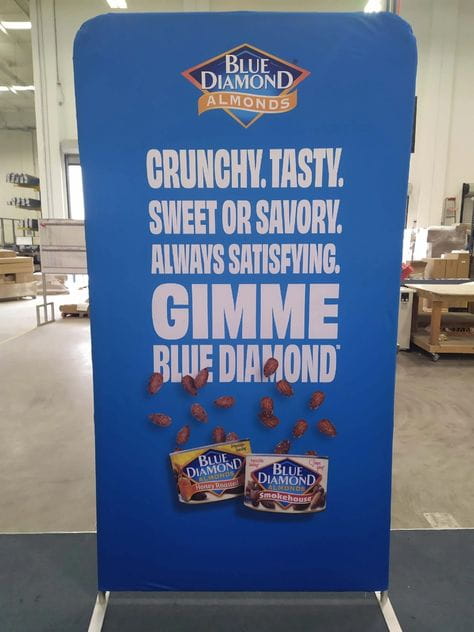 BLUE
DIAMOND
ALMONDS
CRUNCHY. TASTY.
SWEET OR SAVORY.
ALWAYS SATISFYING.
GIMME
BLUE DIAMOND
BLUE
DIAMOND
ALMONDS
Honey Roasted
BLUE
DIAMOND
ALMONDS
Smokehouse